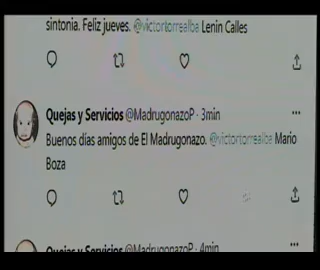 sintonia. Feliz jueves. @victortorrealba Lenin Calles
Quejas y Servicios @MadrugonazoP · 3min
Buenos días amigos de El Madrugonazo. @victortorrealba Mario
Boza
Quejas y Servicios @MadrugonazoP · 4min